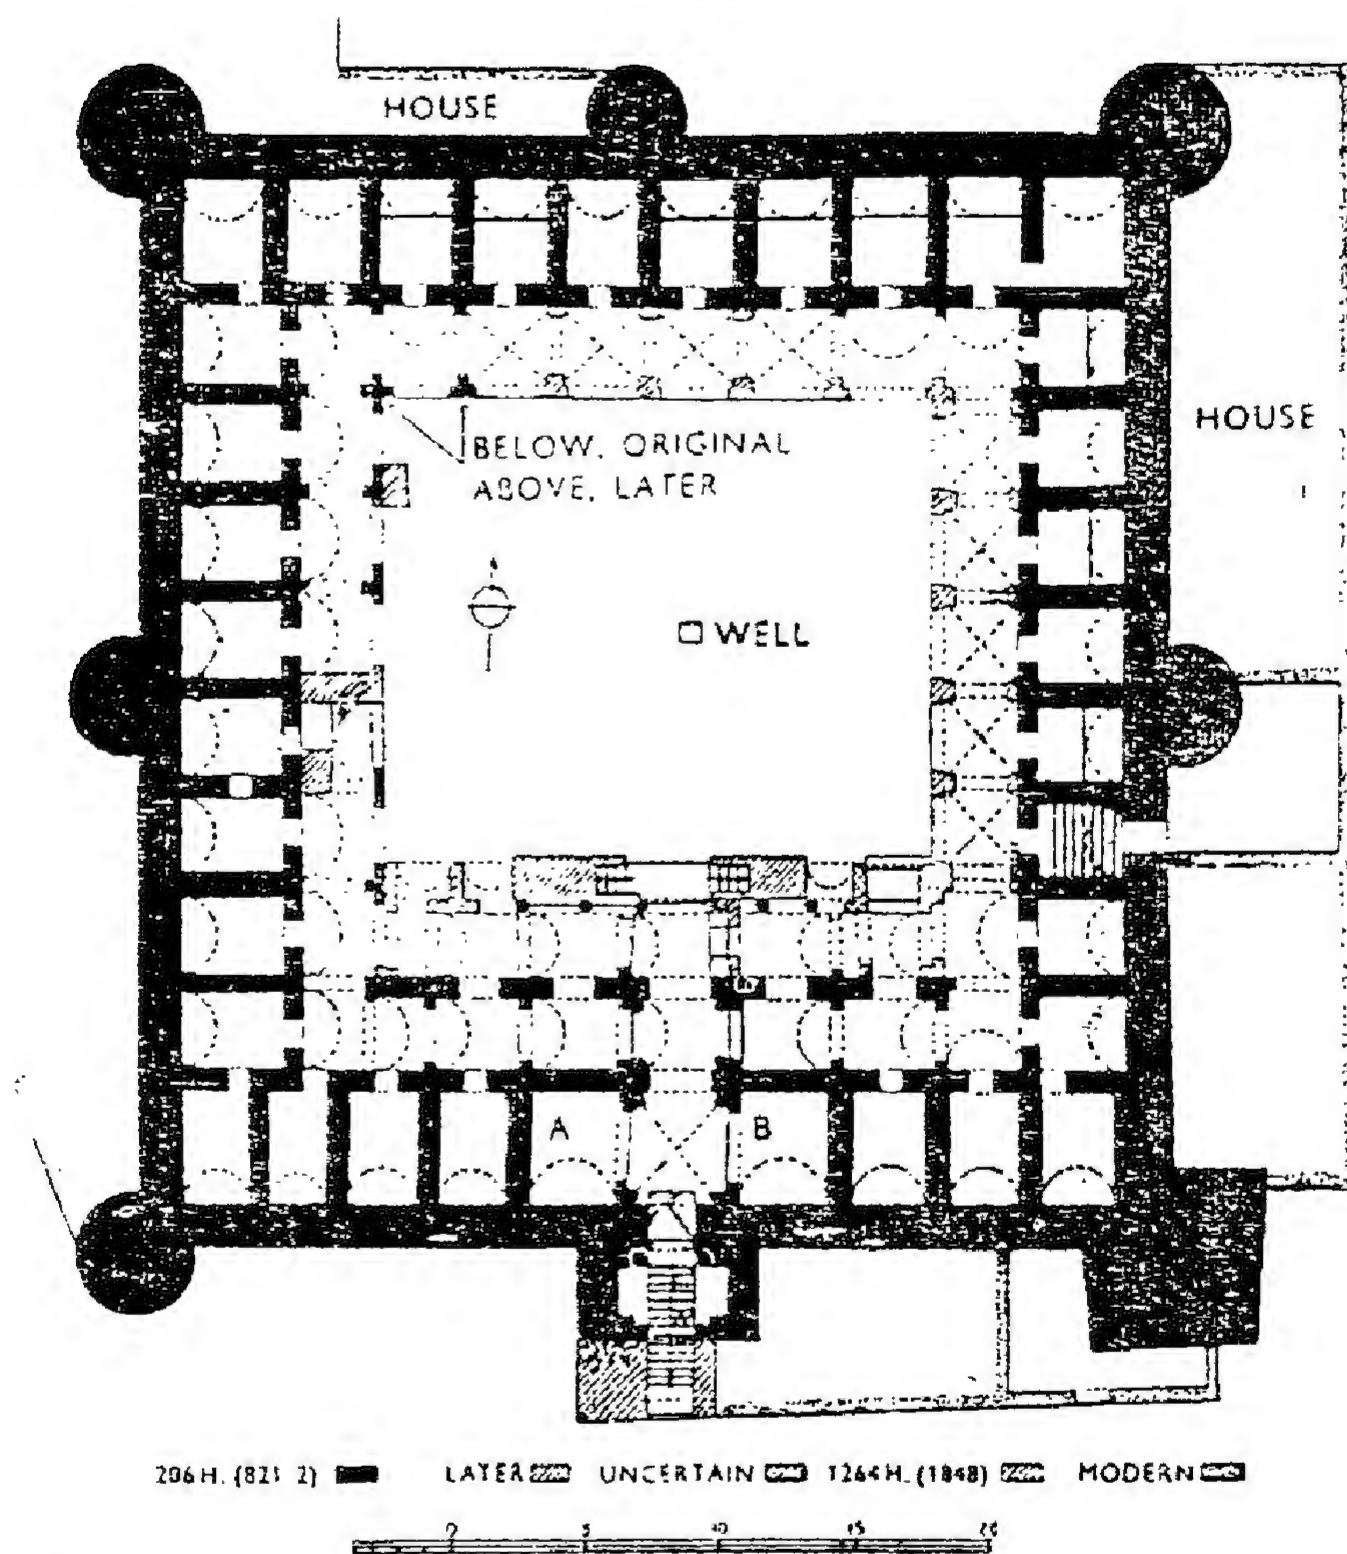 HOUSE
HOUSE
BELOW, ORIGINAL
ABOVE, LATER
WELL
A
B
206 H. (821 2)
LATER
UNCERTAIN
1264 H. (1848)
MODERN
0 5 10 15 20